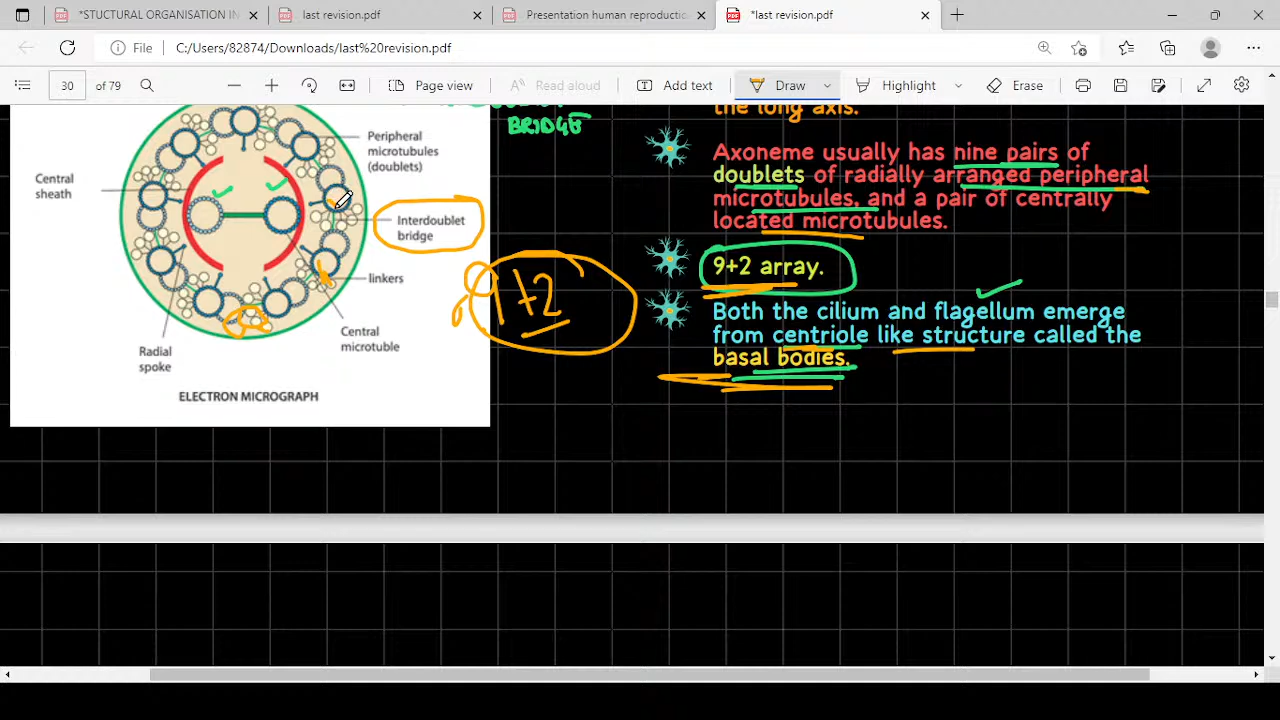 *STUCTURAL ORGANISATION IN
last revision.pdf
Presentation human reproductio
*last revision.pdf
File
C:/Users/82874/Downloads/last%20revision.pdf
30 of 79
Page view
Read aloud
Add text
Draw
Highlight
Erase
BRIDGE
the long axis.
Axoneme usually has nine pairs of
doublets of radially arranged peripheral
microtubules, and a pair of centrally
located microtubules.
9+2 array.
Both the cilium and flagellum emerge
from centriole like structure called the
basal bodies.
9+2
Peripheral
microtubules
(doublets)
Central
sheath
Interdoublet
bridge
linkers
Central
microtuble
Radial
spoke
ELECTRON MICROGRAPH